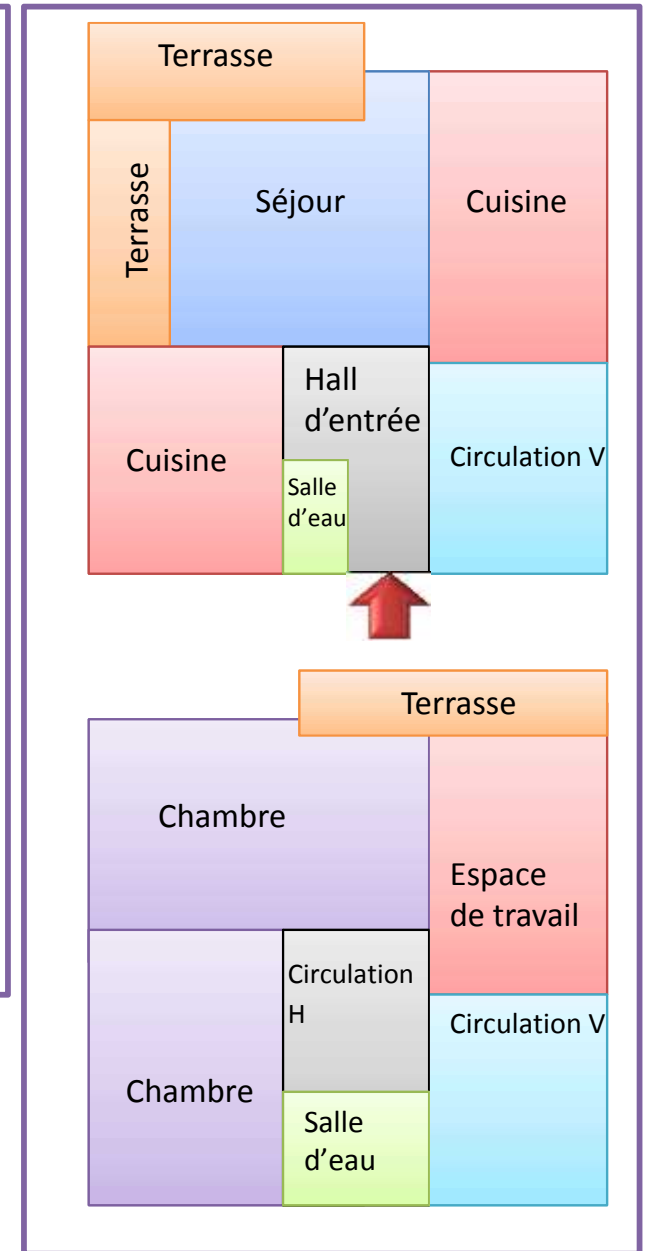 Terrasse
Terrasse
Séjour
Cuisine
Cuisine
Hall
d'entrée
Salle
d'eau
Circulation V
Terrasse
Chambre
Espace
de travail
Chambre
Circulation
H
Salle
d'eau
Circulation V